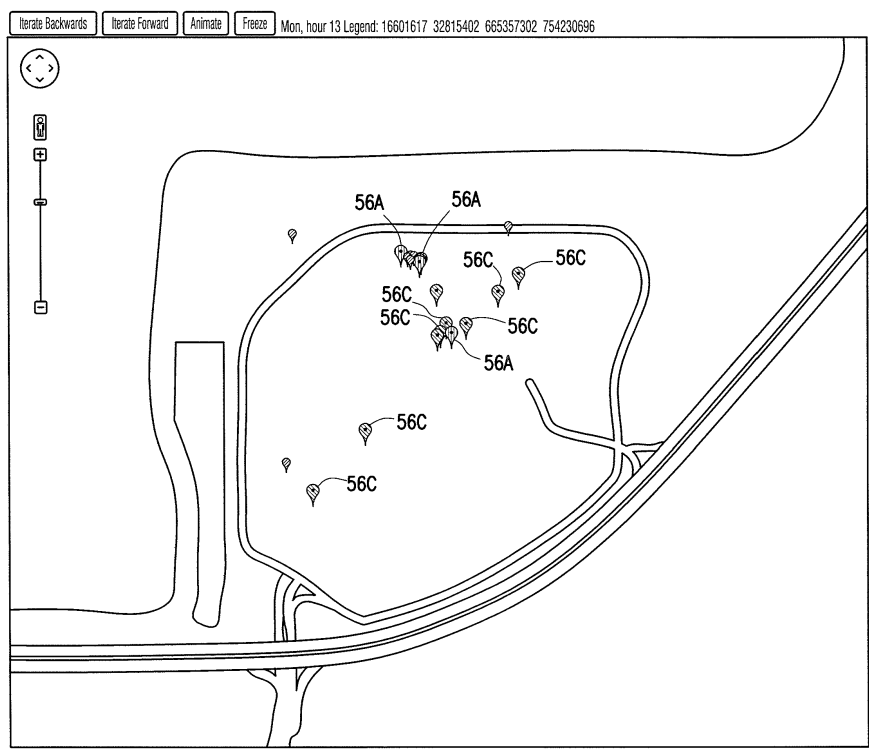 Iterate Backwards Iterate Forward Animate Freeze Mon, hour 13 Legend: 16601617 32815402 665357302 754230696
56A 56A
56C 56C
56C
56C 56C
56A
56C
56C